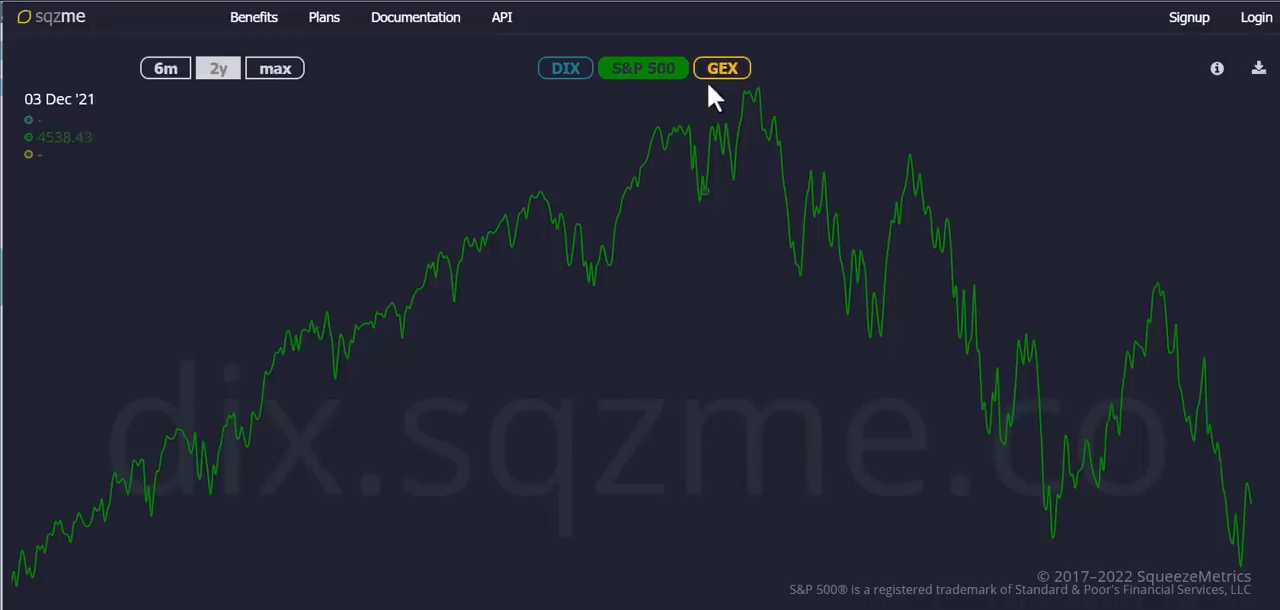 sqzme Benefits Plans Documentation API Signup Login
6m 2y max DIX S&P 500 GEX
03 Dec '21
-
4538.43
-
dix.sqzme.co
© 2017–2022 SqueezeMetrics
S&P 500® is a registered trademark of Standard & Poor's Financial Services, LLC